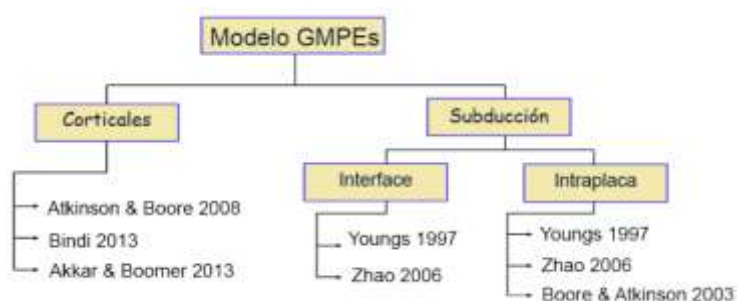 Modelo GMPEs
Corticales
Subducción
Atkinson & Boore 2008
Bindi 2013
Akkar & Boomer 2013
Interface
Intraplaca
Youngs 1997
Zhao 2006
Youngs 1997
Zhao 2006
Boore & Atkinson 2003